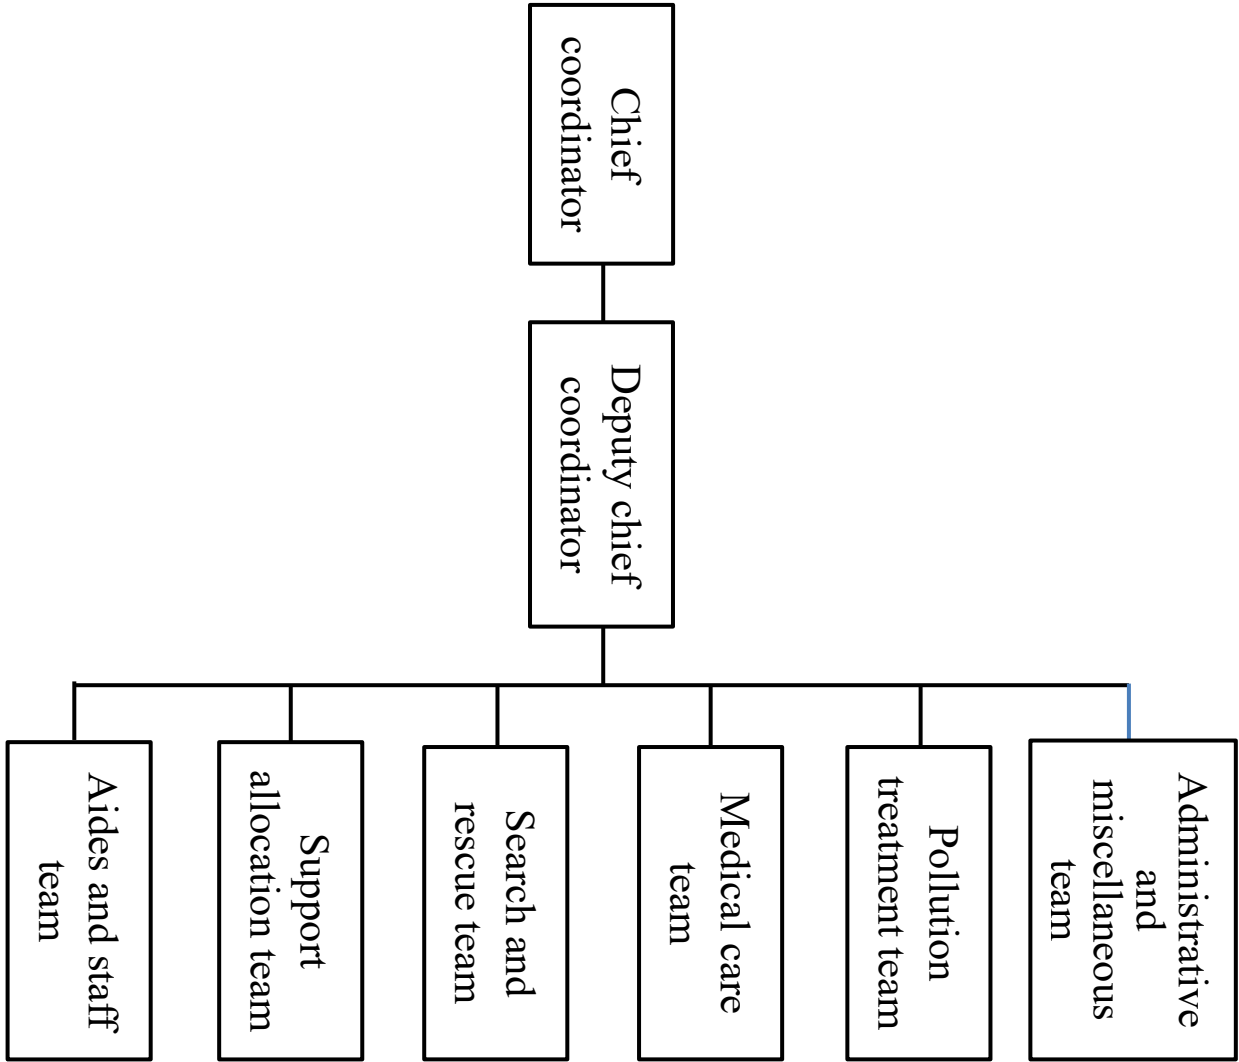 Chief
coordinator
Deputy chief
coordinator
Administrative
and
miscellaneous
team
Pollution
treatment team
Medical care
team
Search and
rescue team
Support
allocation team
Aides and staff
team